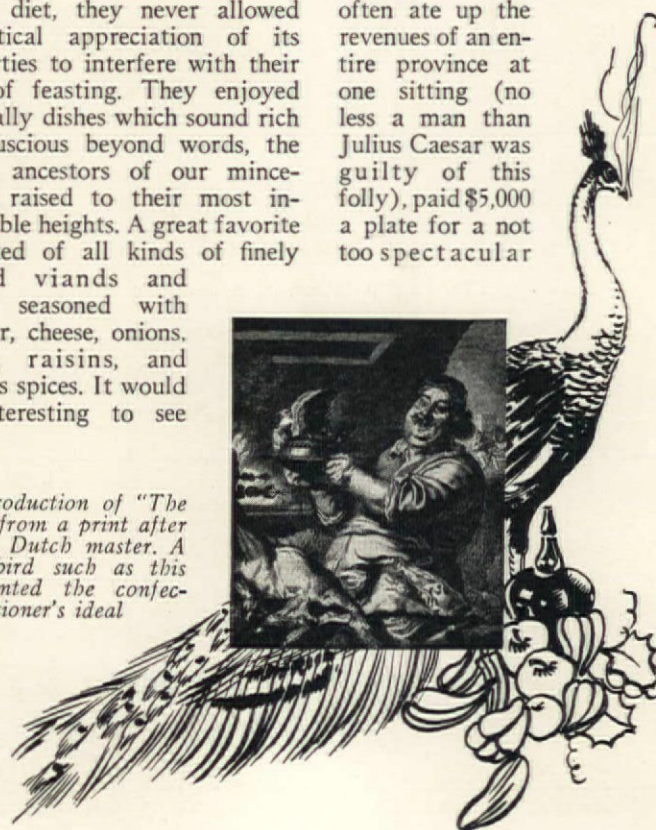 diet, they never allowed
tical appreciation of its
ties to interfere with their
of feasting. They enjoyed
ally dishes which sound rich
uscious beyond words, the
ancestors of our mince-
raised to their most in-
ble heights. A great favorite
ed of all kinds of finely
d viands and
seasoned with
r, cheese, onions,
raisins, and
s spices. It would
teresting to see
roduction of "The
from a print after
Dutch master. A
bird such as this
nted the confec-
sioner's ideal
often ate up the
revenues of an en-
tire province at
one sitting (no
less a man than
Julius Caesar was
guilty of this
folly), paid $5,000
a plate for a not
too spectacular